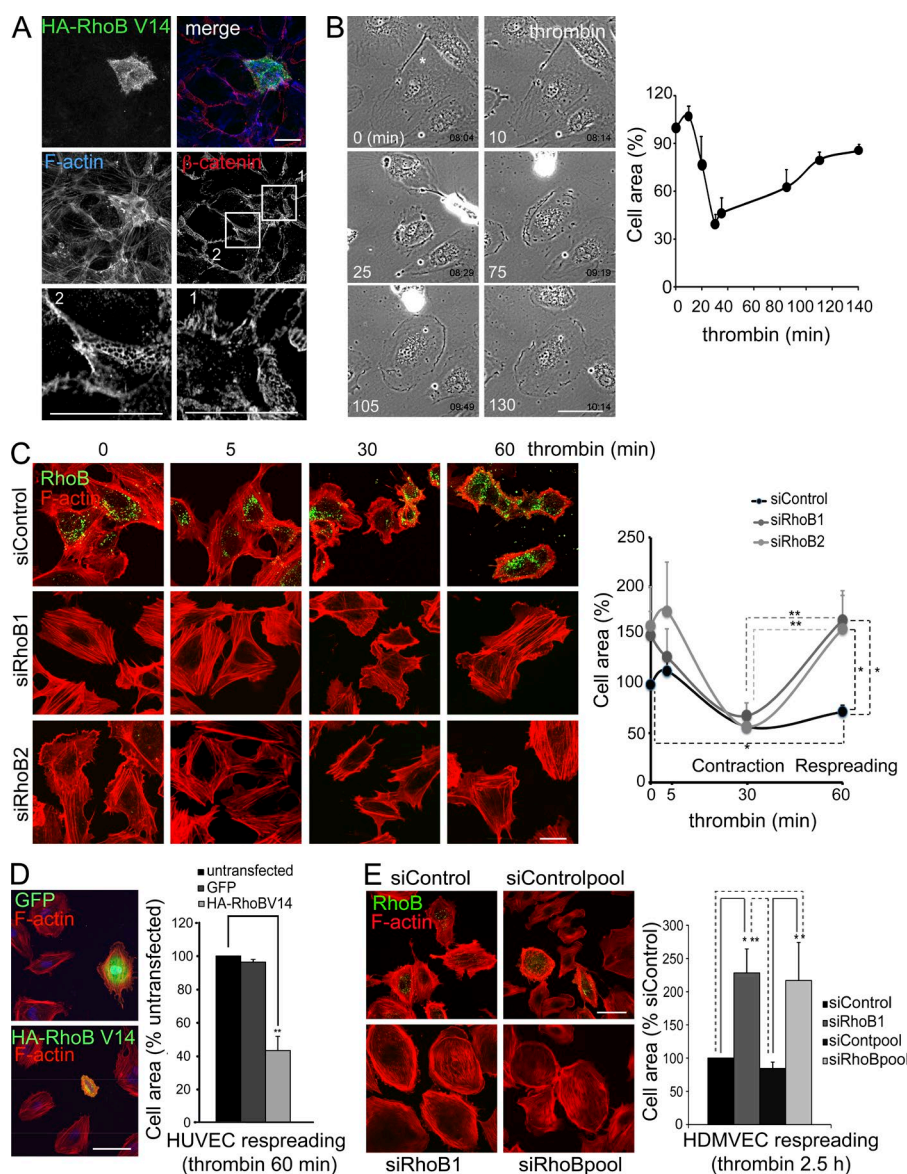 A
HA-RhoB V14
merge
F-actin
β-catenin
1
2
2
1
B
thrombin
*
0 (min)
08:04
10
08:14
25
08:29
75
09:19
105
09:49
130
10:14
Cell area (%)
120
90
60
30
0
0 20 40 60 80 100 120 140
thrombin (min)
C
0 5 30 60 thrombin (min)
RhoB
F-actin
siControl
siRhoB1
siRhoB2
siControl
siRhoB1
siRhoB2
Cell area (%)
250
200
150
100
50
0
**
**
*
*
*
Contraction Respreading
0 5 30 60
thrombin (min)
D
GFP
F-actin
HA-RhoB V14
F-actin
untransfected
GFP
HA-RhoBV14
Cell area (% untransfected)
120
100
80
60
40
20
0
**
HUVEC respreading
(thrombin 60 min)
E
siControl siControlpool
RhoB
F-actin
siRhoB1 siRhoBpool
Cell area (% siControl)
250
200
150
100
50
0
* ** **
siControl
siRhoB1
siContpool
siRhoBpool
HDMVEC respreading
(thrombin 2.5 h)